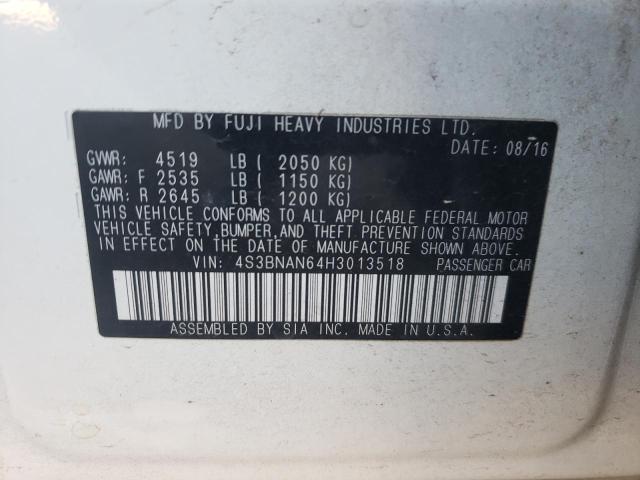 MFD BY FUJI HEAVY INDUSTRIES LTD.
DATE: 08/16
GVWR: 4519 LB ( 2050 KG)
GAWR: F 2535 LB ( 1150 KG)
GAWR: R 2645 LB ( 1200 KG)
THIS VEHICLE CONFORMS TO ALL APPLICABLE FEDERAL MOTOR
VEHICLE SAFETY, BUMPER, AND THEFT PREVENTION STANDARDS
IN EFFECT ON THE DATE OF MANUFACTURE SHOWN ABOVE.
VIN: 4S3BNAN64H3013518 PASSENGER CAR
ASSEMBLED BY SIA INC. MADE IN U.S.A.